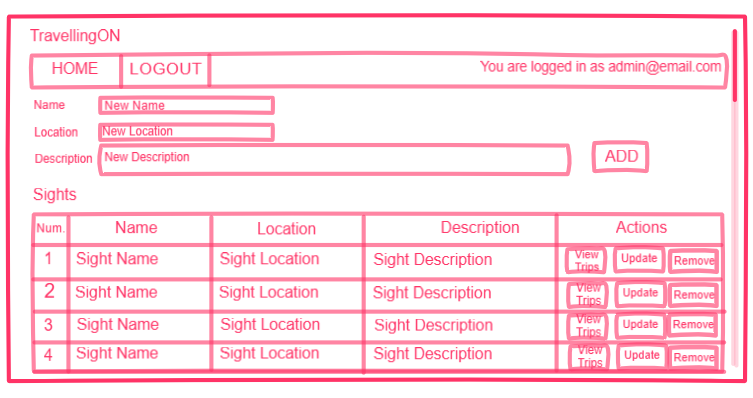 TravellingON
HOME LOGOUT You are logged in as admin@email.com
Name New Name
Location New Location
Description New Description ADD
Sights
Num. Name Location Description Actions
1 Sight Name Sight Location Sight Description View Trips Update Remove
2 Sight Name Sight Location Sight Description View Trips Update Remove
3 Sight Name Sight Location Sight Description View Trips Update Remove
4 Sight Name Sight Location Sight Description View Trips Update Remove